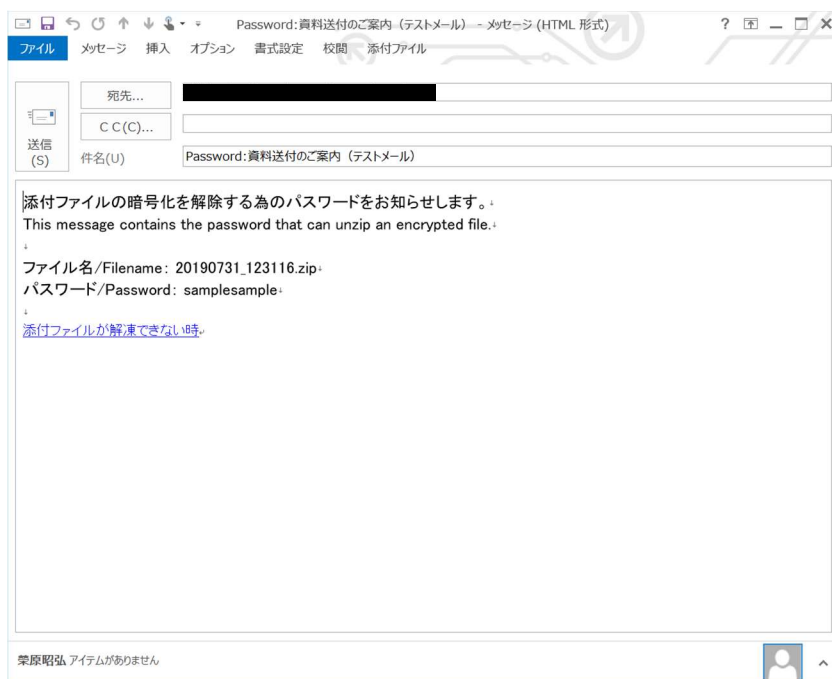 Password:資料送付のご案内（テストメール） - メッセージ (HTML 形式)
ファイル メッセージ 挿入 オプション 書式設定 校閲 添付ファイル
宛先...
送信
(S)
C C(C)...
件名(U) Password:資料送付のご案内（テストメール）
添付ファイルの暗号化を解除する為のパスワードをお知らせします。
This message contains the password that can unzip an encrypted file.
ファイル名/Filename: 20190731_123116.zip
パスワード/Password: samplesample
添付ファイルが解凍できない時
榮原昭弘 アイテムがありません